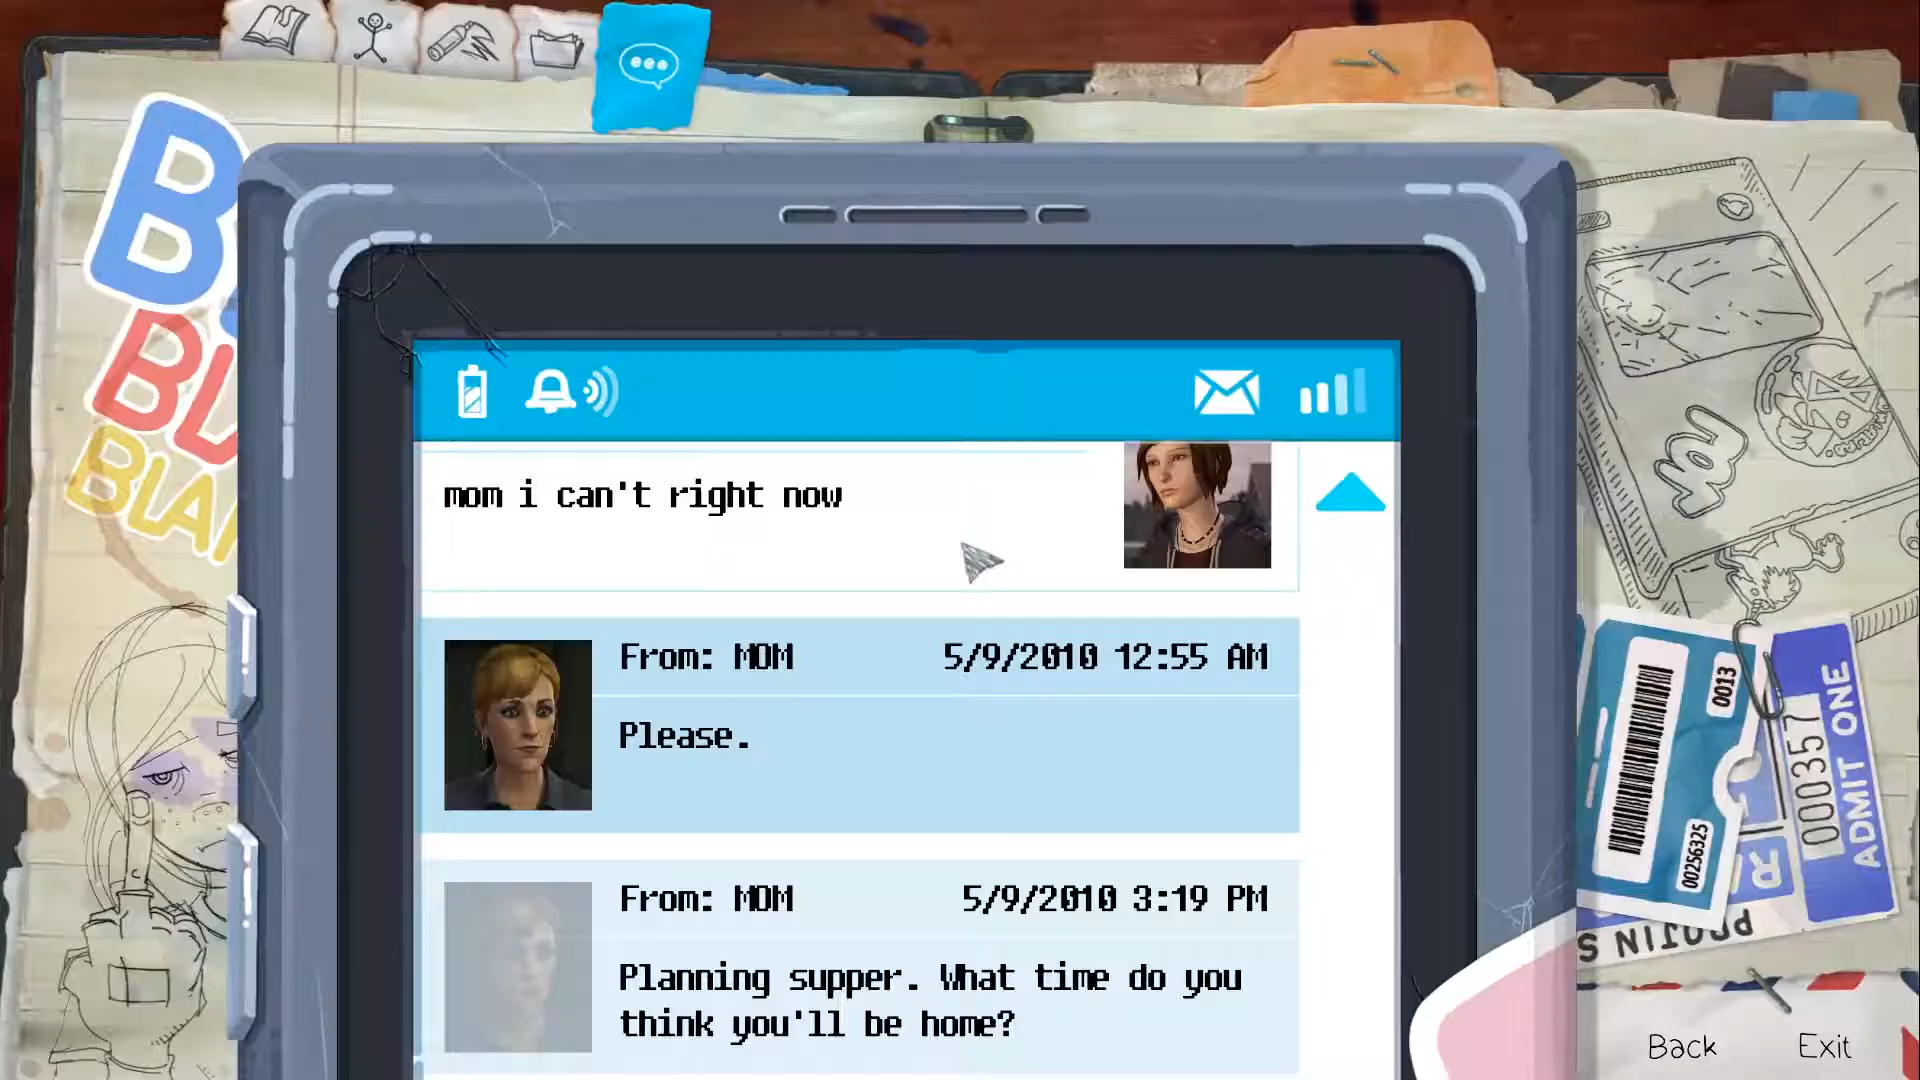 mom i can't right now
From: MOM 5/9/2010 12:55 AM
Please.
From: MOM 5/9/2010 3:19 PM
Planning supper. What time do you
think you'll be home?
0013
00256325
000357
ADMIT ONE
Back
Exit